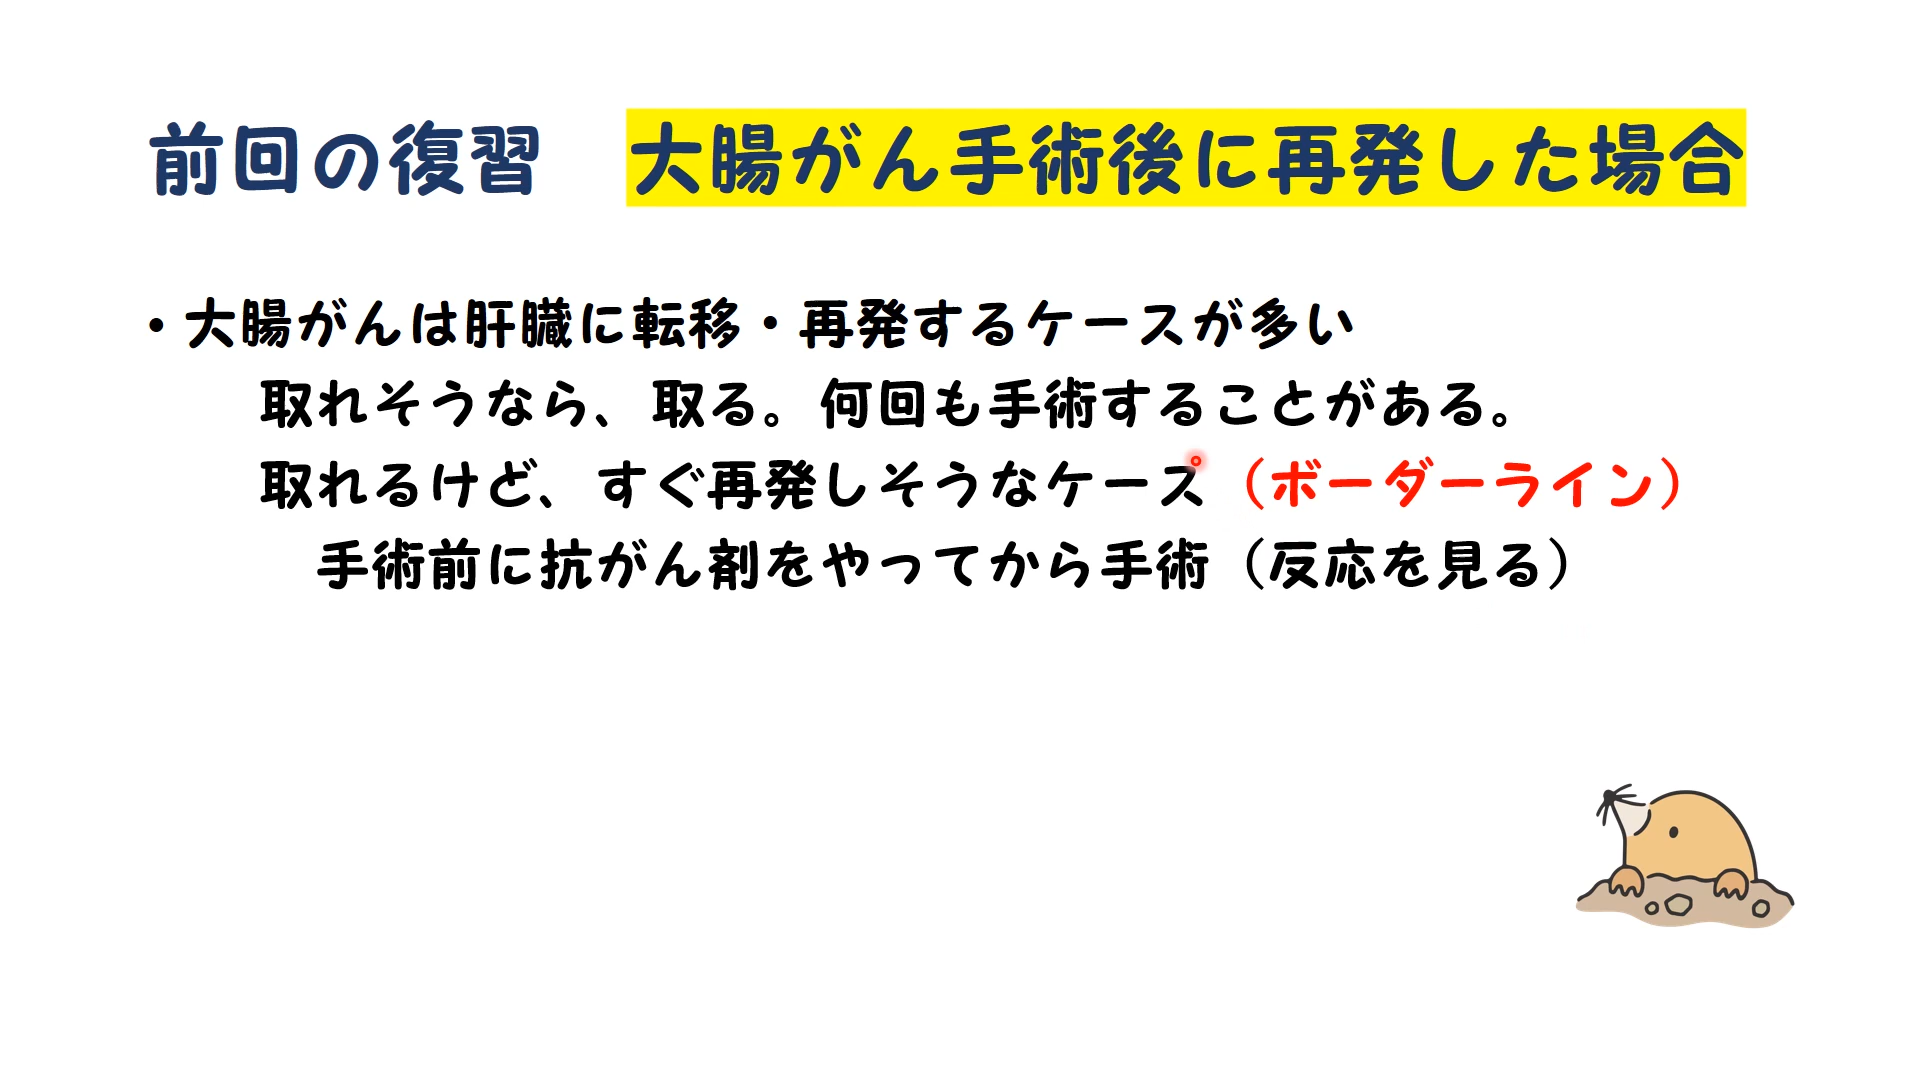 前回の復習　大腸がん手術後に再発した場合
・大腸がんは肝臓に転移・再発するケースが多い
取れそうなら、取る。何回も手術することがある。
取れるけど、すぐ再発しそうなケース（ボーダーライン）
手術前に抗がん剤をやってから手術（反応を見る）